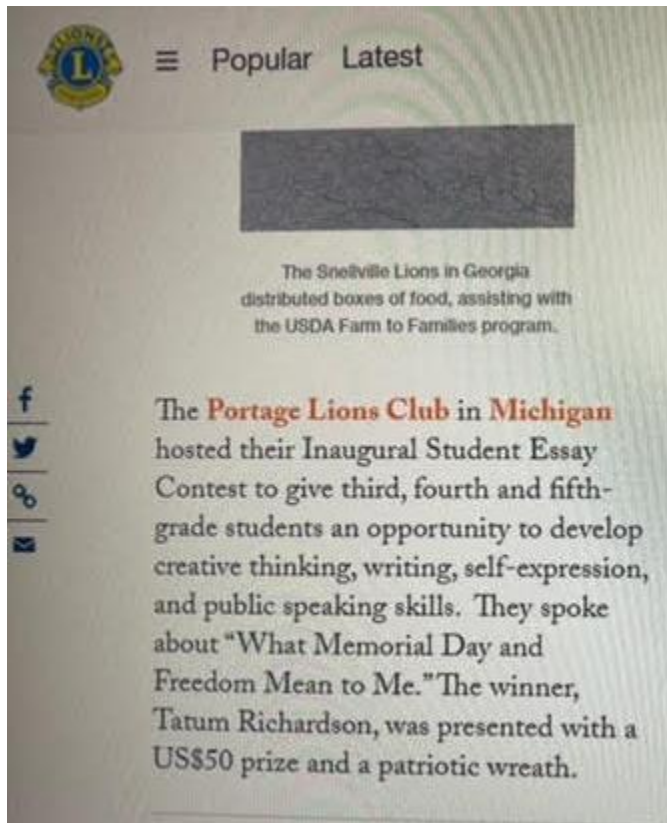 LIONS
L
Popular Latest
The Snellville Lions in Georgia
distributed boxes of food, assisting with
the USDA Farm to Families program.
The Portage Lions Club in Michigan
hosted their Inaugural Student Essay
Contest to give third, fourth and fifth-
grade students an opportunity to develop
creative thinking, writing, self-expression,
and public speaking skills. They spoke
about “What Memorial Day and
Freedom Mean to Me.” The winner,
Tatum Richardson, was presented with a
US$50 prize and a patriotic wreath.